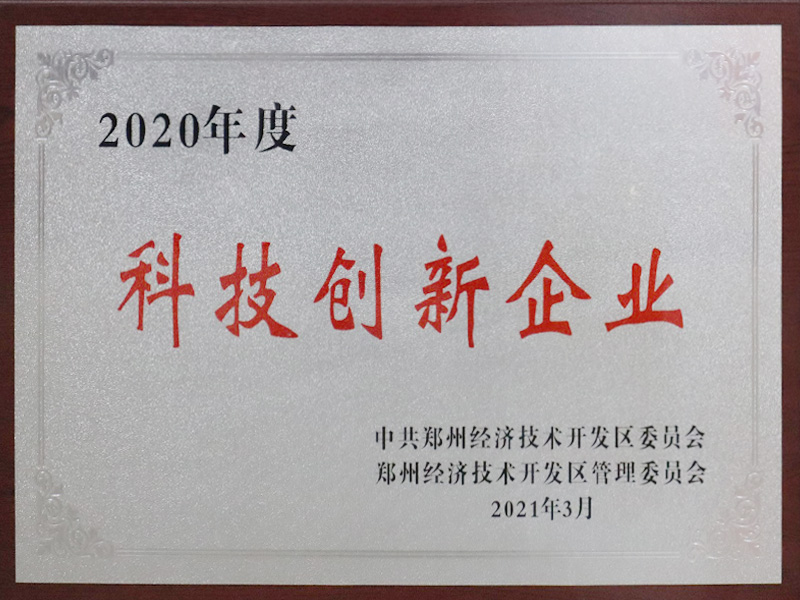 2020年度
科技创新企业
中共郑州经济技术开发区委员会
郑州经济技术开发区管理委员会
2021年3月